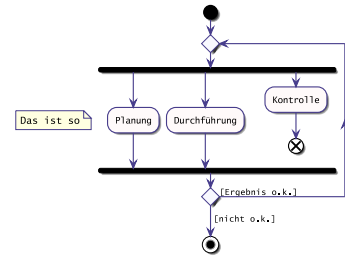 Kontrolle
Das ist so
Planung
Durchführung
[Ergebnis o.k.]
[nicht o.k.]